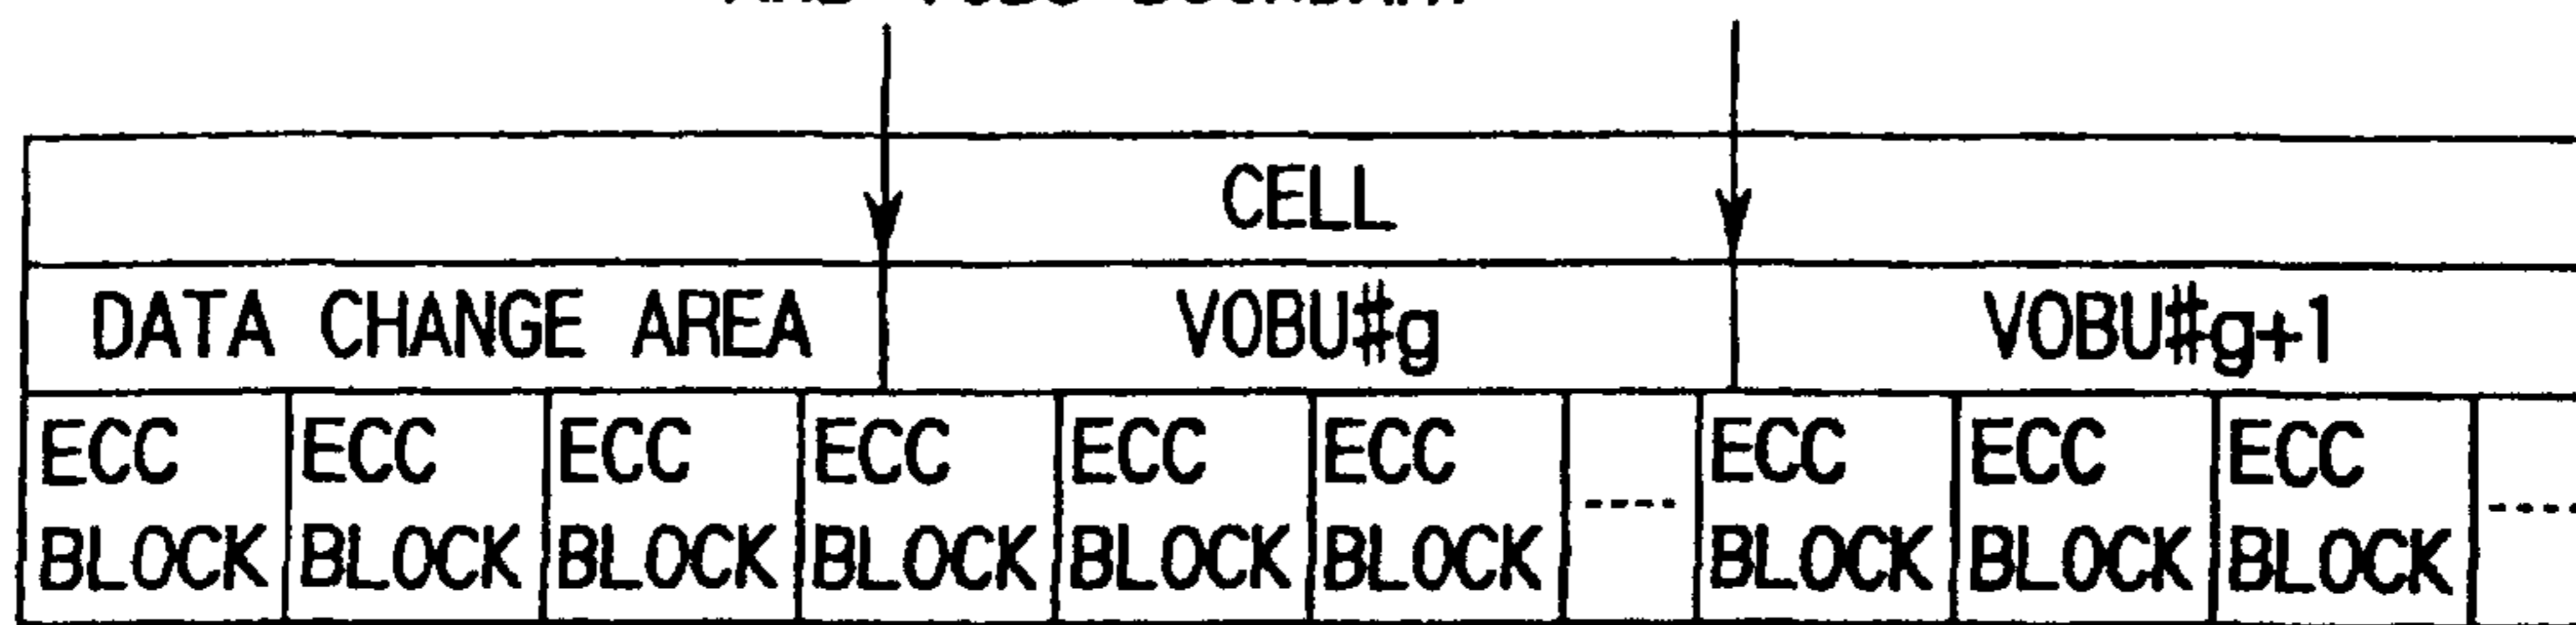 CELL
DATA CHANGE AREA VOBU#g VOBU#g+1
ECC ECC ECC ECC ECC ECC ---- ECC ECC ECC ----
BLOCK BLOCK BLOCK BLOCK BLOCK BLOCK BLOCK BLOCK BLOCK